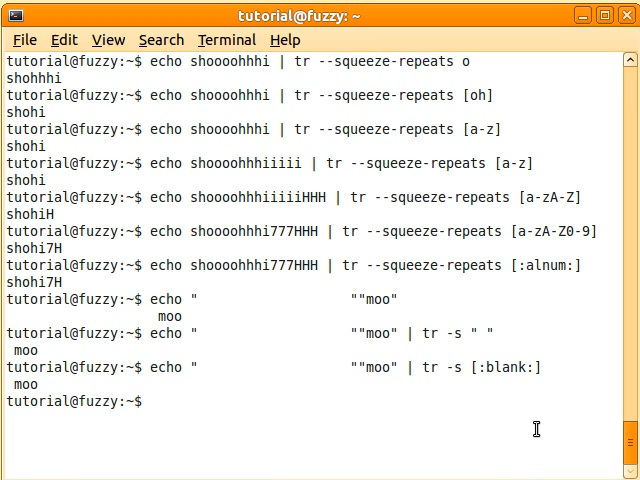 tutorial@fuzzy: ~
File Edit View Search Terminal Help
tutorial@fuzzy:~$ echo shoooohhhi | tr --squeeze-repeats o
shohhhi
tutorial@fuzzy:~$ echo shoooohhhi | tr --squeeze-repeats [oh]
shohi
tutorial@fuzzy:~$ echo shoooohhhi | tr --squeeze-repeats [a-z]
shohi
tutorial@fuzzy:~$ echo shoooohhhiiiii | tr --squeeze-repeats [a-z]
shohi
tutorial@fuzzy:~$ echo shoooohhhiiiiiHHH | tr --squeeze-repeats [a-zA-Z]
shohiH
tutorial@fuzzy:~$ echo shoooohhhi777HHH | tr --squeeze-repeats [a-zA-Z0-9]
shohi7H
tutorial@fuzzy:~$ echo shoooohhhi777HHH | tr --squeeze-repeats [:alnum:]
shohi7H
tutorial@fuzzy:~$ echo "                   ""moo"
                   moo
tutorial@fuzzy:~$ echo "                   ""moo" | tr -s " "
 moo
tutorial@fuzzy:~$ echo "                   ""moo" | tr -s [:blank:]
 moo
tutorial@fuzzy:~$